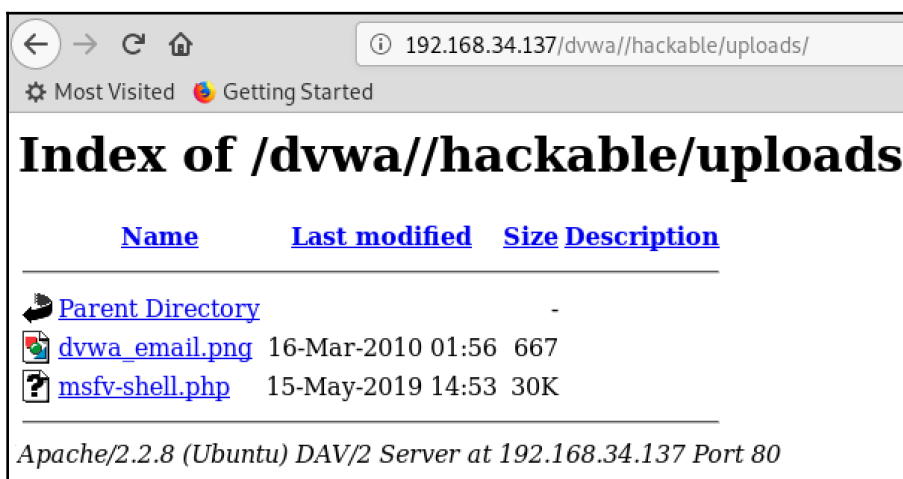 192.168.34.137/dvwa//hackable/uploads/
Most Visited Getting Started
Index of /dvwa//hackable/uploads
Name Last modified Size Description
Parent Directory -
dvwa_email.png 16-Mar-2010 01:56 667
msfv-shell.php 15-May-2019 14:53 30K
Apache/2.2.8 (Ubuntu) DAV/2 Server at 192.168.34.137 Port 80